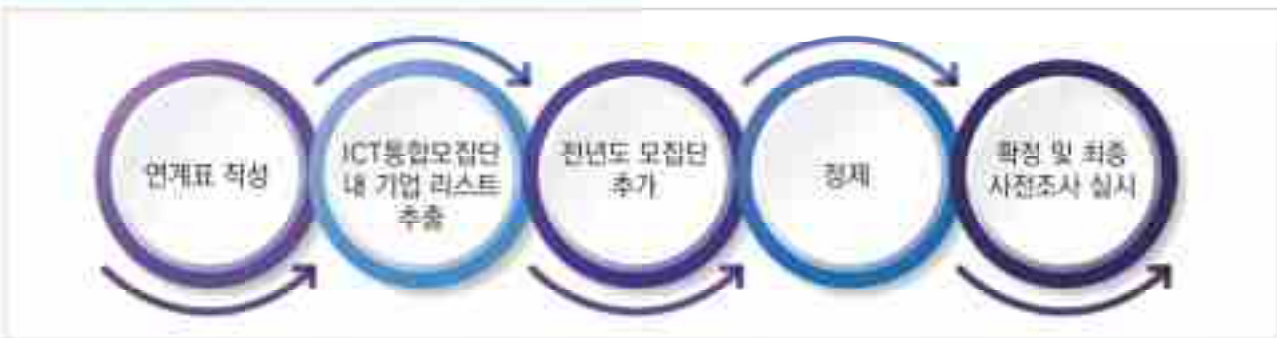 연계표 작성
ICT통합모집단
내 기업 리스트
추출
전년도 모집단
추가
정제
확정 및 최종
사전조사 실시